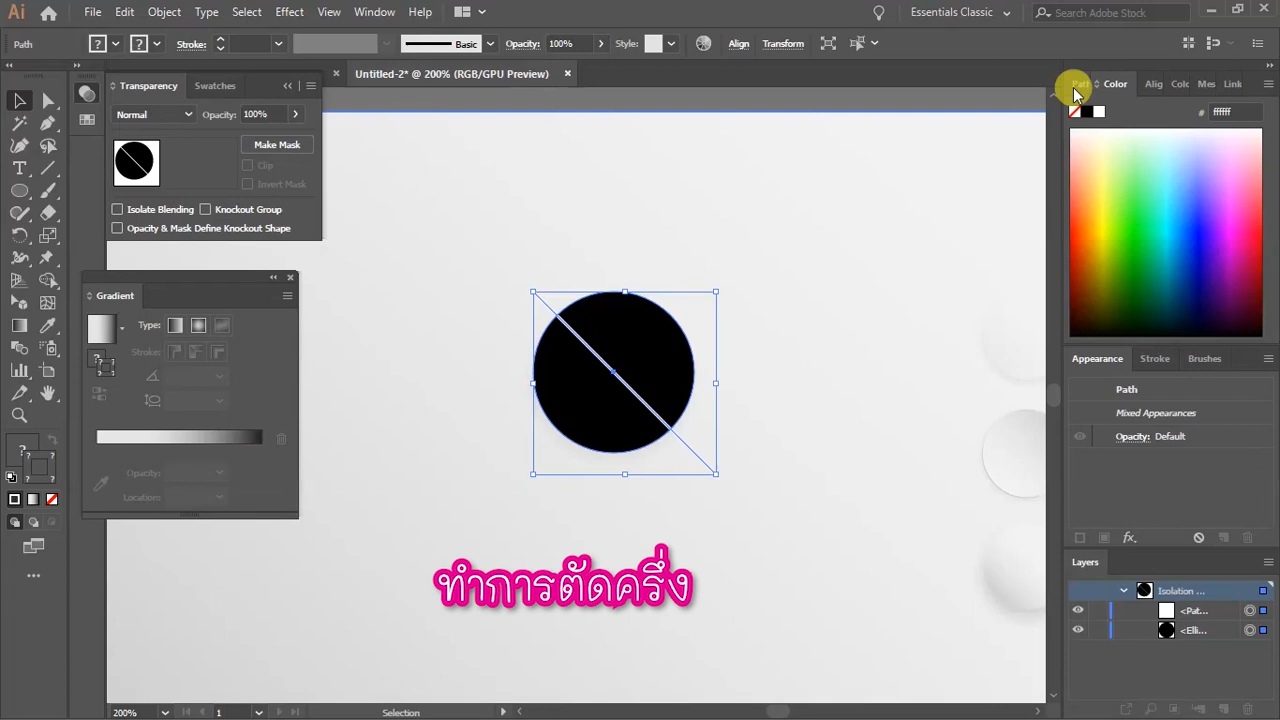 Ai File Edit Object Type Select Effect View Window Help Essentials Classic Search Adobe Stock
Path ? ? Stroke: Basic Opacity: 100% Style: Align Transform
Untitled-2* @ 200% (RGB/GPU Preview)
Transparency Swatches
Color Alig Colo Mes Link
Normal Opacity: 100%
# ffffff
Make Mask
Clip
Invert Mask
Isolate Blending Knockout Group
Opacity & Mask Define Knockout Shape
Gradient
Type:
Stroke:
Opacity:
Location:
Appearance Stroke Brushes
Path
Mixed Appearances
Opacity: Default
fx
ทำการตัดครึ่ง
Layers
Isolation ...
<Pat...
<Elli...
200% 1 Selection